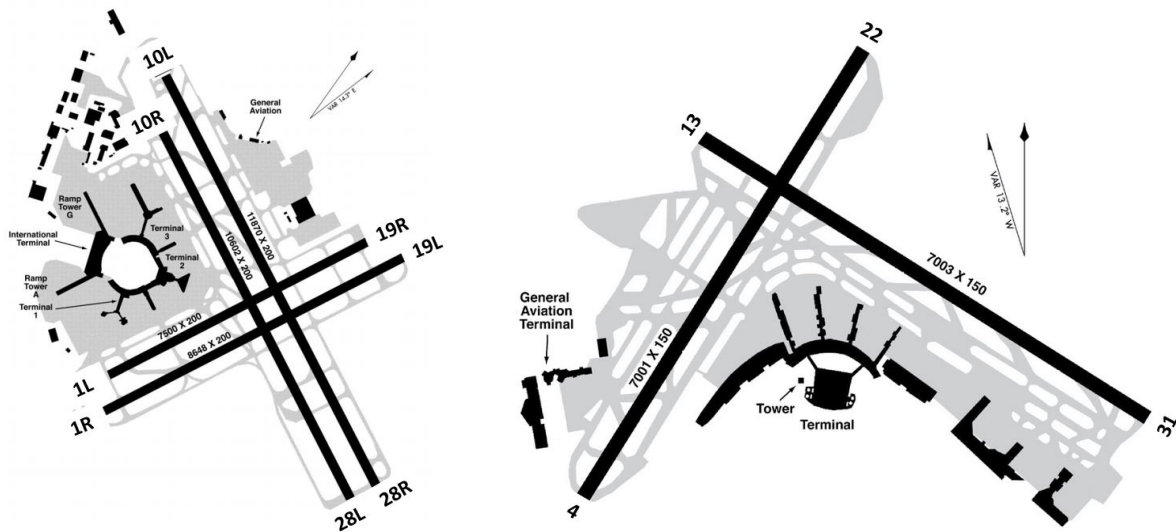 10L
10R
General
Aviation
VAR 14.3° E
Ramp
Tower
G
International
Terminal
Terminal
3
Terminal
2
Ramp
Tower
A
Terminal
1
11870 X 200
10602 X 200
19R
19L
7500 X 200
8648 X 200
1L
1R
28R
28L
22
13
VAR 13.2° W
7003 X 150
General
Aviation
Terminal
7001 X 150
Tower
Terminal
31
4